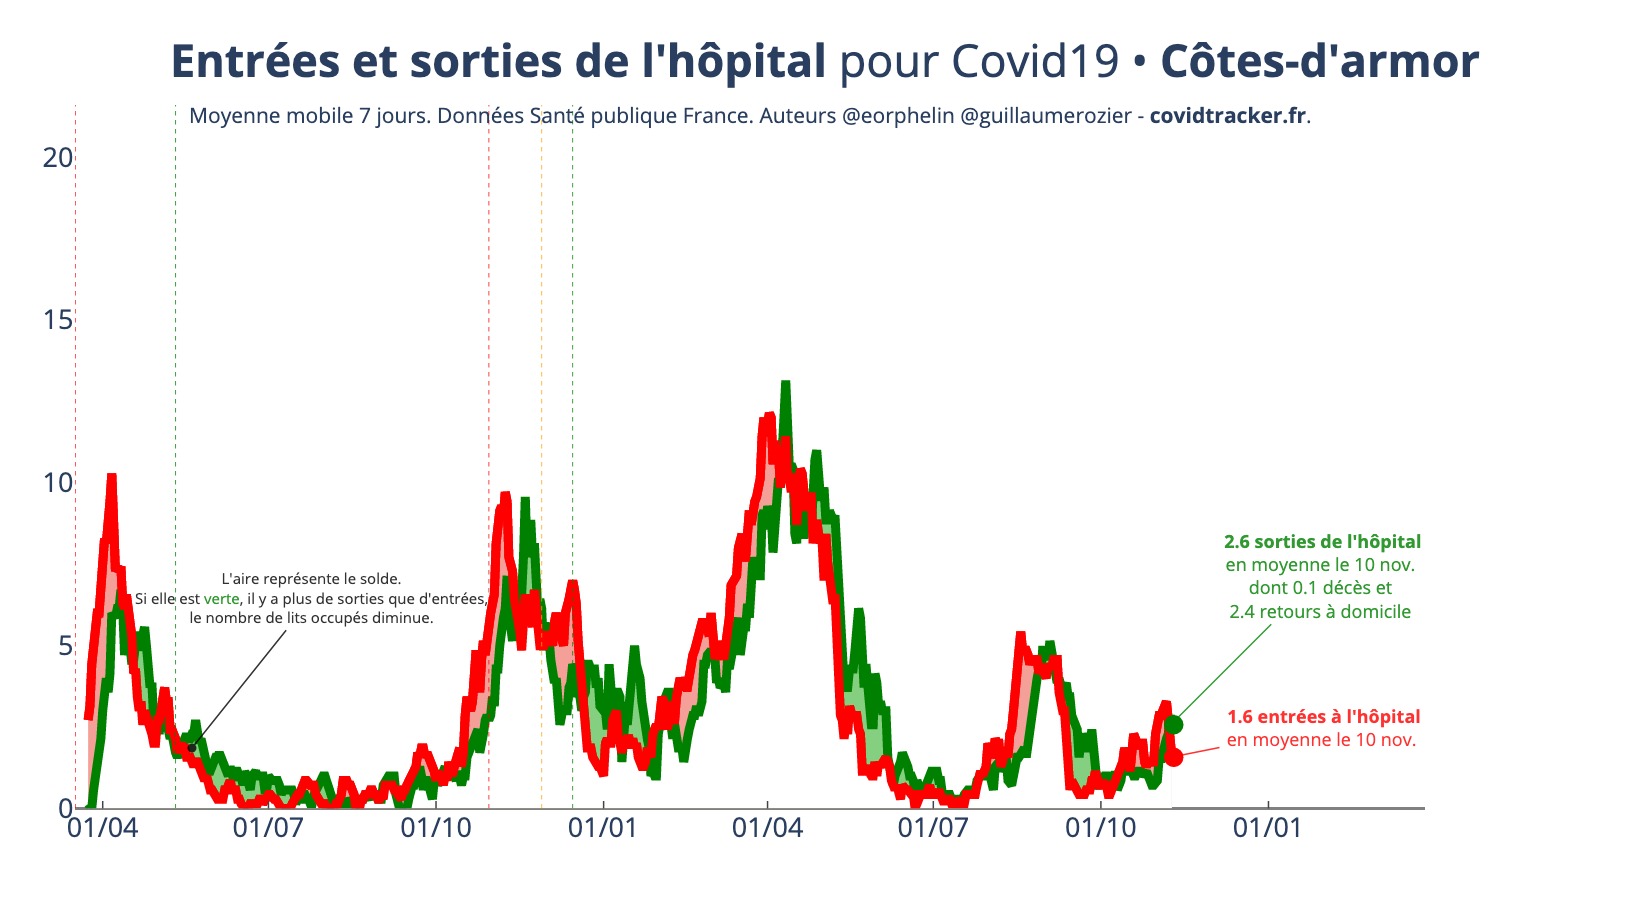 Entrées et sorties de l'hôpital pour Covid19 • Côtes-d'armor
Moyenne mobile 7 jours. Données Santé publique France. Auteurs @eorphelin @guillaumerozier - covidtracker.fr.
20
15
10
5
0
L'aire représente le solde.
Si elle est verte, il y a plus de sorties que d'entrées,
le nombre de lits occupés diminue.
2.6 sorties de l'hôpital
en moyenne le 10 nov.
dont 0.1 décès et
2.4 retours à domicile
1.6 entrées à l'hôpital
en moyenne le 10 nov.
01/04 01/07 01/10 01/01 01/04 01/07 01/10 01/01